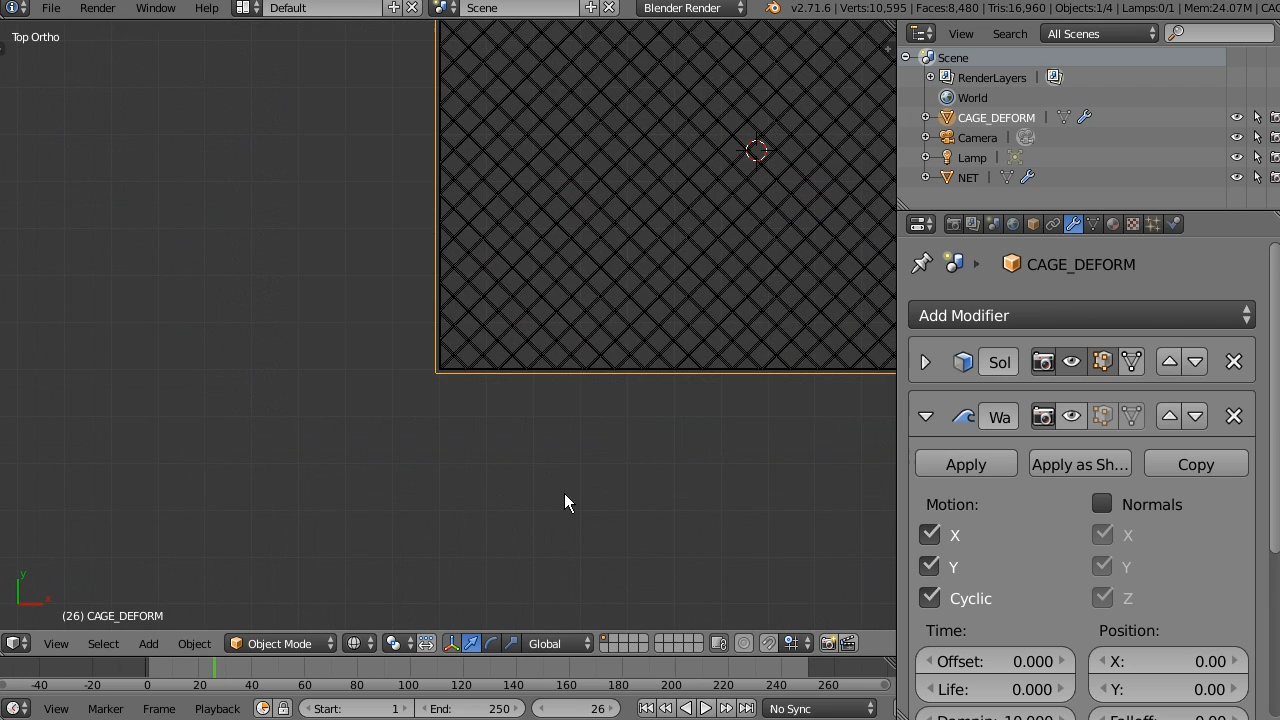 File Render Window Help Default Scene Blender Render v2.71.6 | Verts:10,595 | Faces:8,480 | Tris:16,960 | Objects:1/4 | Lamps:0/1 | Mem:24.07M | CAG
Top Ortho
View Search All Scenes
Scene
RenderLayers
World
CAGE_DEFORM
Camera
Lamp
NET
CAGE_DEFORM
Add Modifier
Sol
Wa
Apply Apply as Sh... Copy
Motion: Normals
X X
Y Y
Cyclic Z
Time: Position:
Offset: 0.000 X: 0.00
Life: 0.000 Y: 0.00
y
(26) CAGE_DEFORM
View Select Add Object Object Mode Global
-40 -20 0 20 40 60 80 100 120 140 160 180 200 220 240 260
View Marker Frame Playback Start: 1 End: 250 26 No Sync